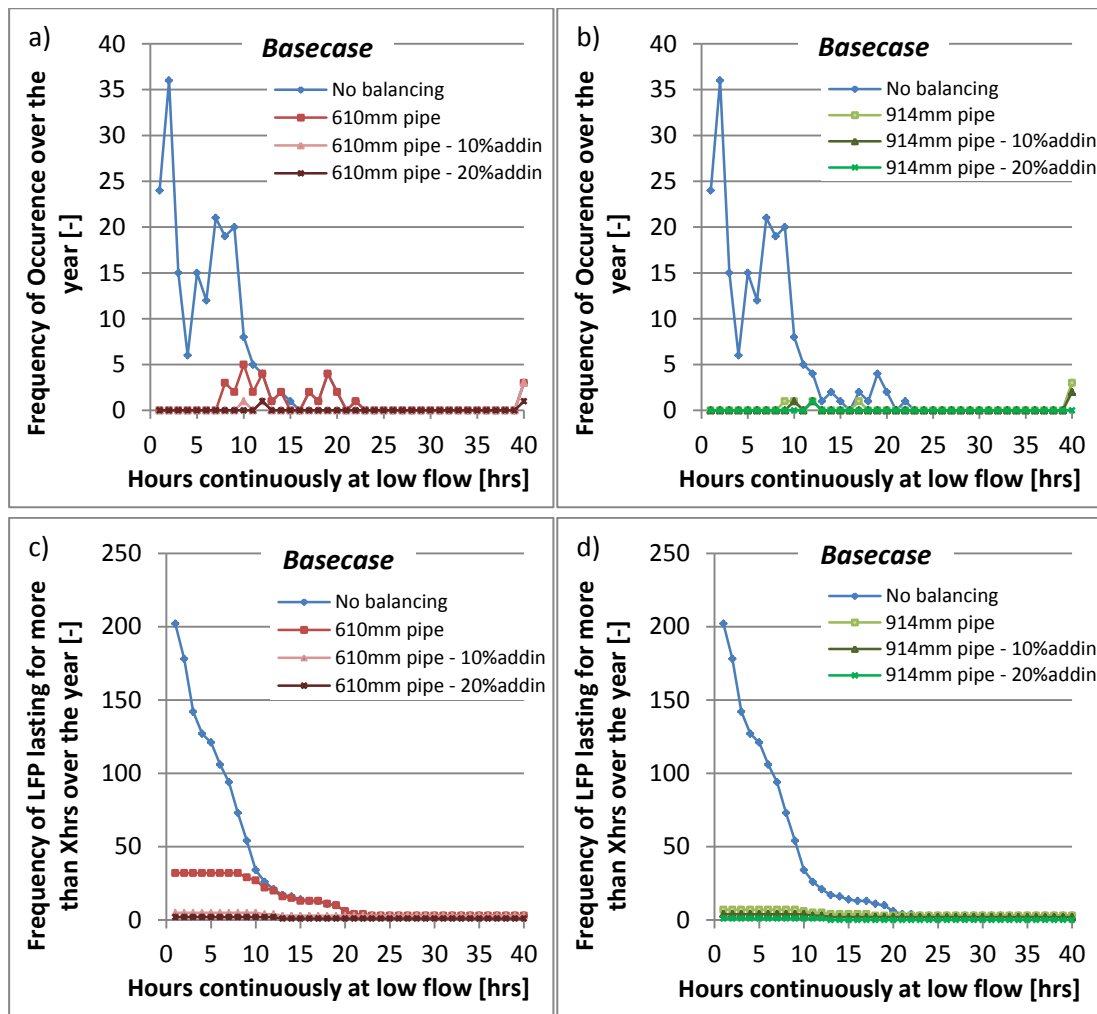 a)
Basecase
No balancing
610mm pipe
610mm pipe - 10%addin
610mm pipe - 20%addin
Frequency of Occurence over the
year [-]
40
35
30
25
20
15
10
5
0
0 5 10 15 20 25 30 35 40
Hours continuously at low flow [hrs]
b)
Basecase
No balancing
914mm pipe
914mm pipe - 10%addin
914mm pipe - 20%addin
Frequency of Occurence over the
year [-]
40
35
30
25
20
15
10
5
0
0 5 10 15 20 25 30 35 40
Hours continuously at low flow [hrs]
c)
Basecase
No balancing
610mm pipe
610mm pipe - 10%addin
610mm pipe - 20%addin
Frequency of LFP lasting for more
than Xhrs over the year [-]
250
200
150
100
50
0
0 5 10 15 20 25 30 35 40
Hours continuously at low flow [hrs]
d)
Basecase
No balancing
914mm pipe
914mm pipe - 10%addin
914mm pipe - 20%addin
Frequency of LFP lasting for more
than Xhrs over the year [-]
250
200
150
100
50
0
0 5 10 15 20 25 30 35 40
Hours continuously at low flow [hrs]